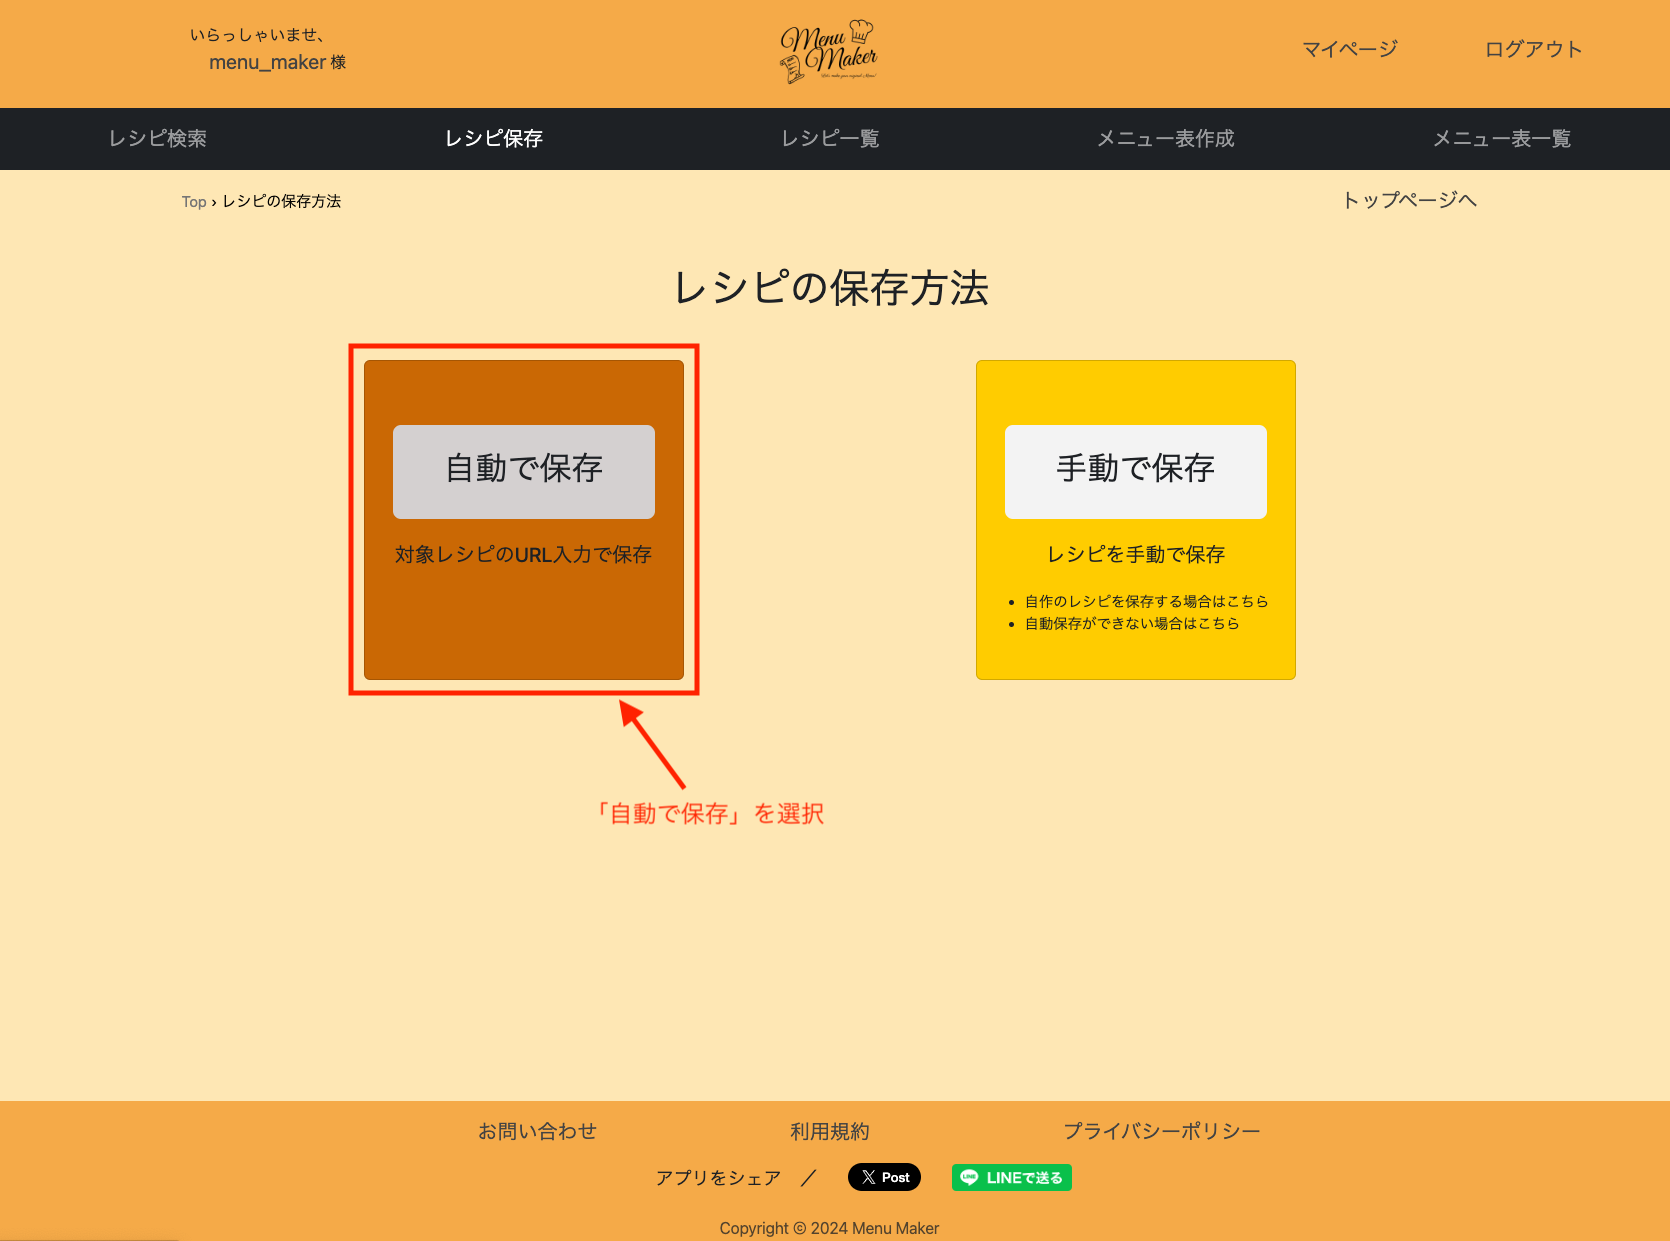 いらっしゃいませ、
menu_maker 様
Menu Maker
マイページ
ログアウト
レシピ検索
レシピ保存
レシピ一覧
メニュー表作成
メニュー表一覧
Top › レシピの保存方法
トップページへ
レシピの保存方法
自動で保存
対象レシピのURL入力で保存
手動で保存
レシピを手動で保存
• 自作のレシピを保存する場合はこちら
• 自動保存ができない場合はこちら
「自動で保存」を選択
お問い合わせ
利用規約
プライバシーポリシー
アプリをシェア ／
X Post
LINE LINEで送る
Copyright © 2024 Menu Maker